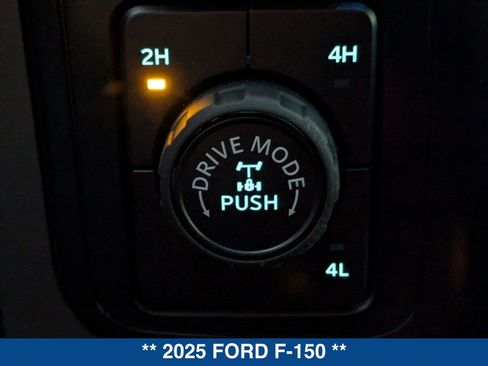 2H 4H
DRIVE MODE
PUSH
4L
** 2025 FORD F-150 **